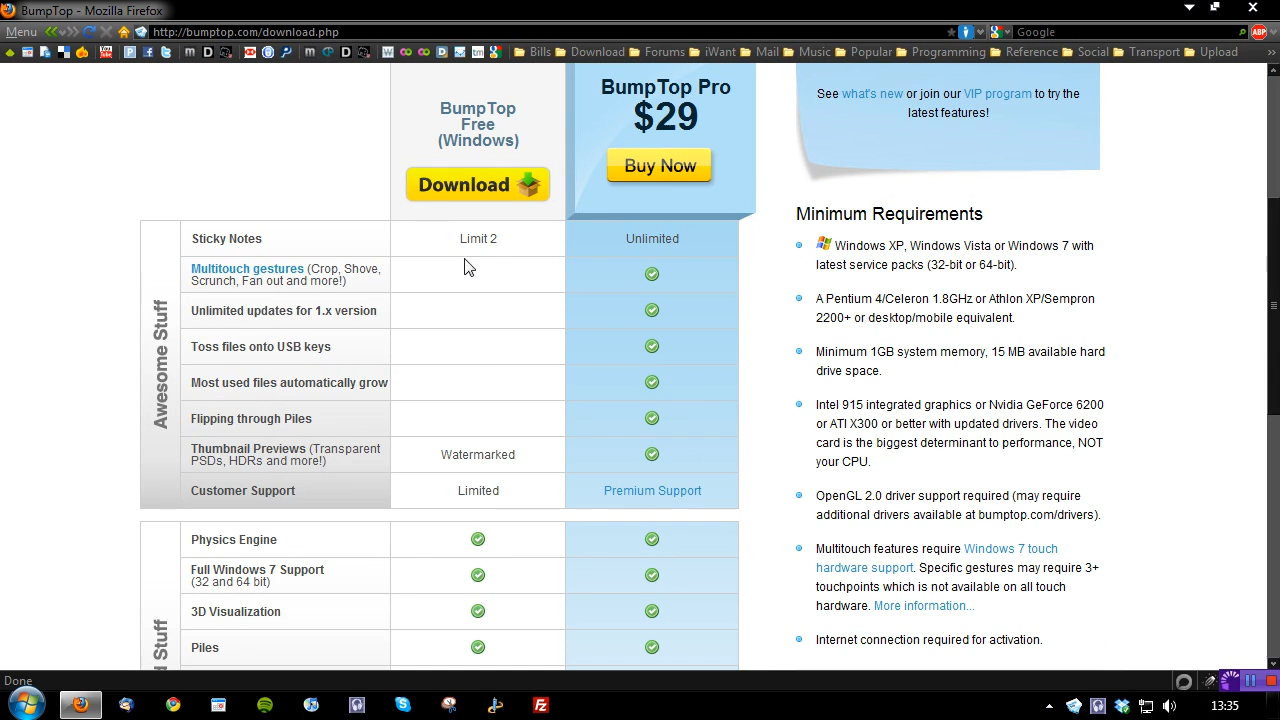 BumpTop - Mozilla Firefox
Menu
http://bumptop.com/download.php
Google
ABP
Bills
Download
Forums
iWant
Mail
Music
Popular
Programming
Reference
Social
Transport
Upload
BumpTop
Free
(Windows)
Download
BumpTop Pro
$29
Buy Now
Awesome Stuff
Sticky Notes
Limit 2
Unlimited
Multitouch gestures (Crop, Shove,
Scrunch, Fan out and more!)
Unlimited updates for 1.x version
Toss files onto USB keys
Most used files automatically grow
Flipping through Piles
Thumbnail Previews (Transparent
PSDs, HDRs and more!)
Watermarked
Customer Support
Limited
Premium Support
d Stuff
Physics Engine
Full Windows 7 Support
(32 and 64 bit)
3D Visualization
Piles
See what's new or join our VIP program to try the
latest features!
Minimum Requirements
Windows XP, Windows Vista or Windows 7 with
latest service packs (32-bit or 64-bit).
A Pentium 4/Celeron 1.8GHz or Athlon XP/Sempron
2200+ or desktop/mobile equivalent.
Minimum 1GB system memory, 15 MB available hard
drive space.
Intel 915 integrated graphics or Nvidia GeForce 6200
or ATI X300 or better with updated drivers. The video
card is the biggest determinant to performance, NOT
your CPU.
OpenGL 2.0 driver support required (may require
additional drivers available at bumptop.com/drivers).
Multitouch features require Windows 7 touch
hardware support. Specific gestures may require 3+
touchpoints which is not available on all touch
hardware. More information...
Internet connection required for activation.
Done
13:35